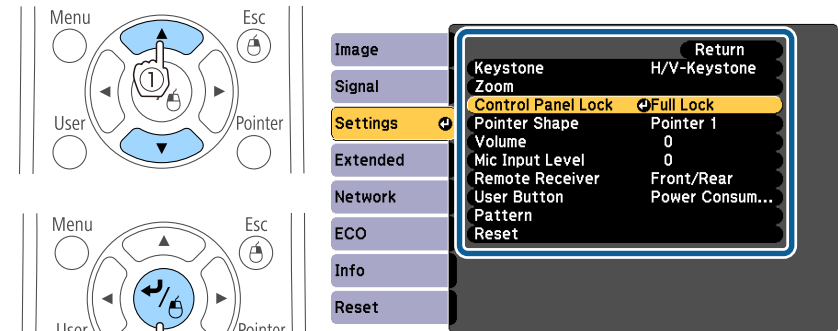 Menu Esc
①
User Pointer
Menu Esc
User Pointer
Image
Signal
Settings
Extended
Network
ECO
Info
Reset
Return
Keystone H/V-Keystone
Zoom
Control Panel Lock Full Lock
Pointer Shape Pointer 1
Volume 0
Mic Input Level 0
Remote Receiver Front/Rear
User Button Power Consum...
Pattern
Reset